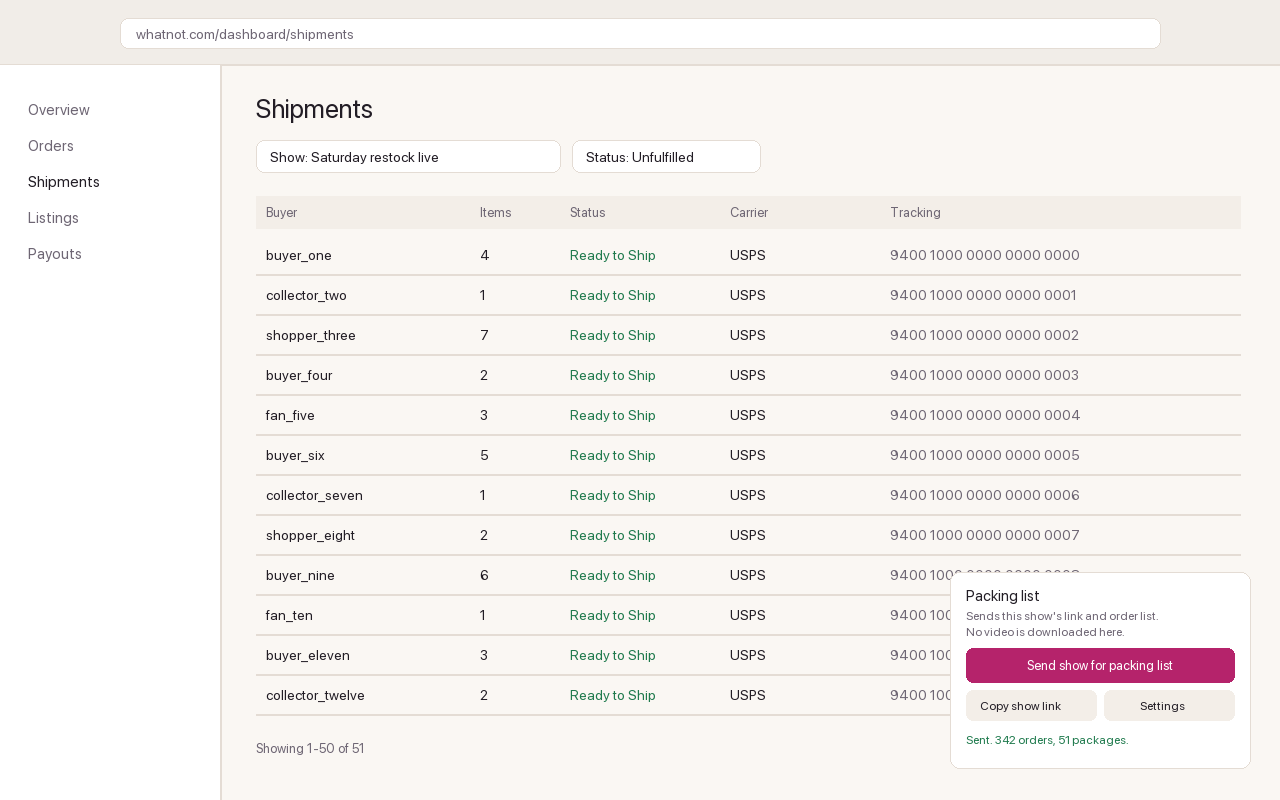 whatnot.com/dashboard/shipments
Overview
Orders
Shipments
Listings
Payouts
Shipments
Show: Saturday restock live
Status: Unfulfilled
Buyer Items Status Carrier Tracking
buyer_one 4 Ready to Ship USPS 9400 1000 0000 0000 0000
collector_two 1 Ready to Ship USPS 9400 1000 0000 0000 0001
shopper_three 7 Ready to Ship USPS 9400 1000 0000 0000 0002
buyer_four 2 Ready to Ship USPS 9400 1000 0000 0000 0003
fan_five 3 Ready to Ship USPS 9400 1000 0000 0000 0004
buyer_six 5 Ready to Ship USPS 9400 1000 0000 0000 0005
collector_seven 1 Ready to Ship USPS 9400 1000 0000 0000 0006
shopper_eight 2 Ready to Ship USPS 9400 1000 0000 0000 0007
buyer_nine 6 Ready to Ship USPS 9400
fan_ten 1 Ready to Ship USPS 9400
buyer_eleven 3 Ready to Ship USPS 9400
collector_twelve 2 Ready to Ship USPS 9400
Showing 1-50 of 51
Packing list
Sends this show's link and order list.
No video is downloaded here.
Send show for packing list
Copy show link
Settings
Sent. 342 orders, 51 packages.